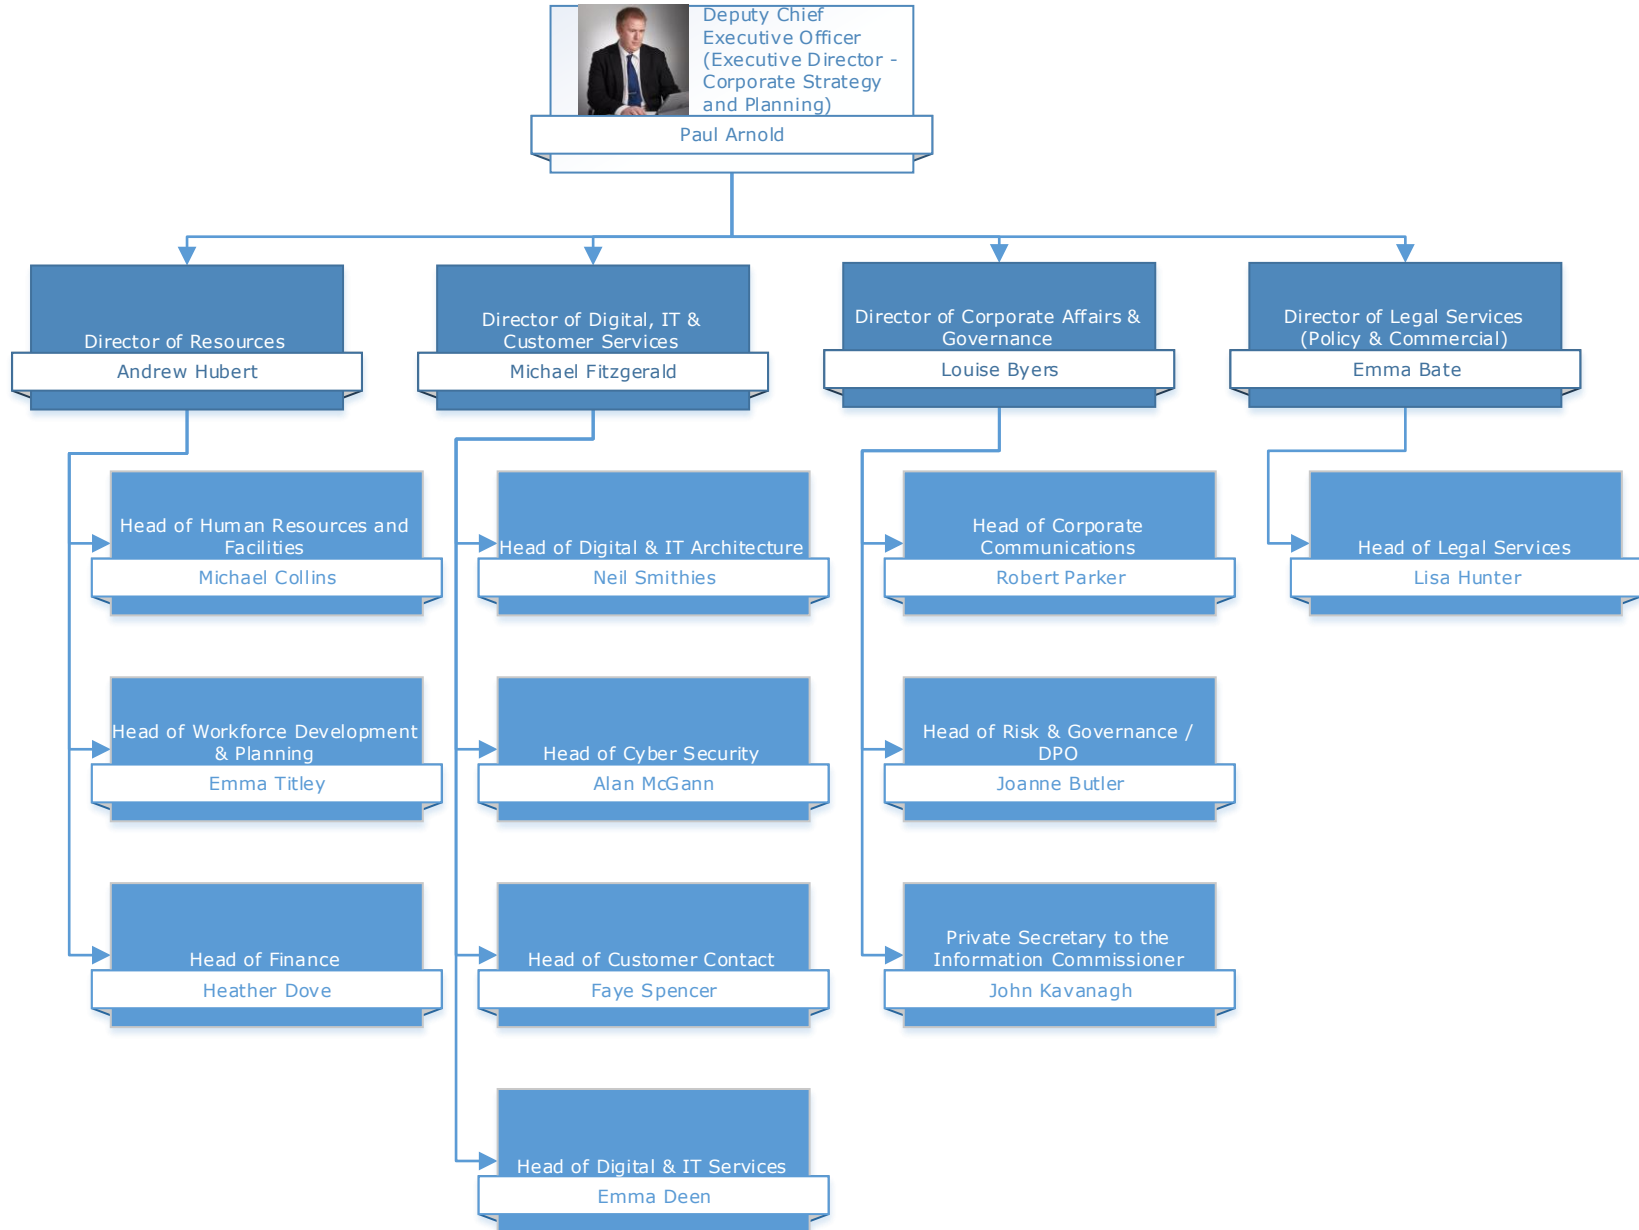 Deputy Chief
Executive Officer
(Executive Director -
Corporate Strategy
and Planning)
Paul Arnold
Director of Resources
Andrew Hubert
Director of Digital, IT &
Customer Services
Michael Fitzgerald
Director of Corporate Affairs &
Governance
Louise Byers
Director of Legal Services
(Policy & Commercial)
Emma Bate
Head of Human Resources and
Facilities
Michael Collins
Head of Digital & IT Architecture
Neil Smithies
Head of Corporate
Communications
Robert Parker
Head of Legal Services
Lisa Hunter
Head of Workforce Development
& Planning
Emma Titley
Head of Cyber Security
Alan McGann
Head of Risk & Governance /
DPO
Joanne Butler
Head of Finance
Heather Dove
Head of Customer Contact
Faye Spencer
Private Secretary to the
Information Commissioner
John Kavanagh
Head of Digital & IT Services
Emma Deen